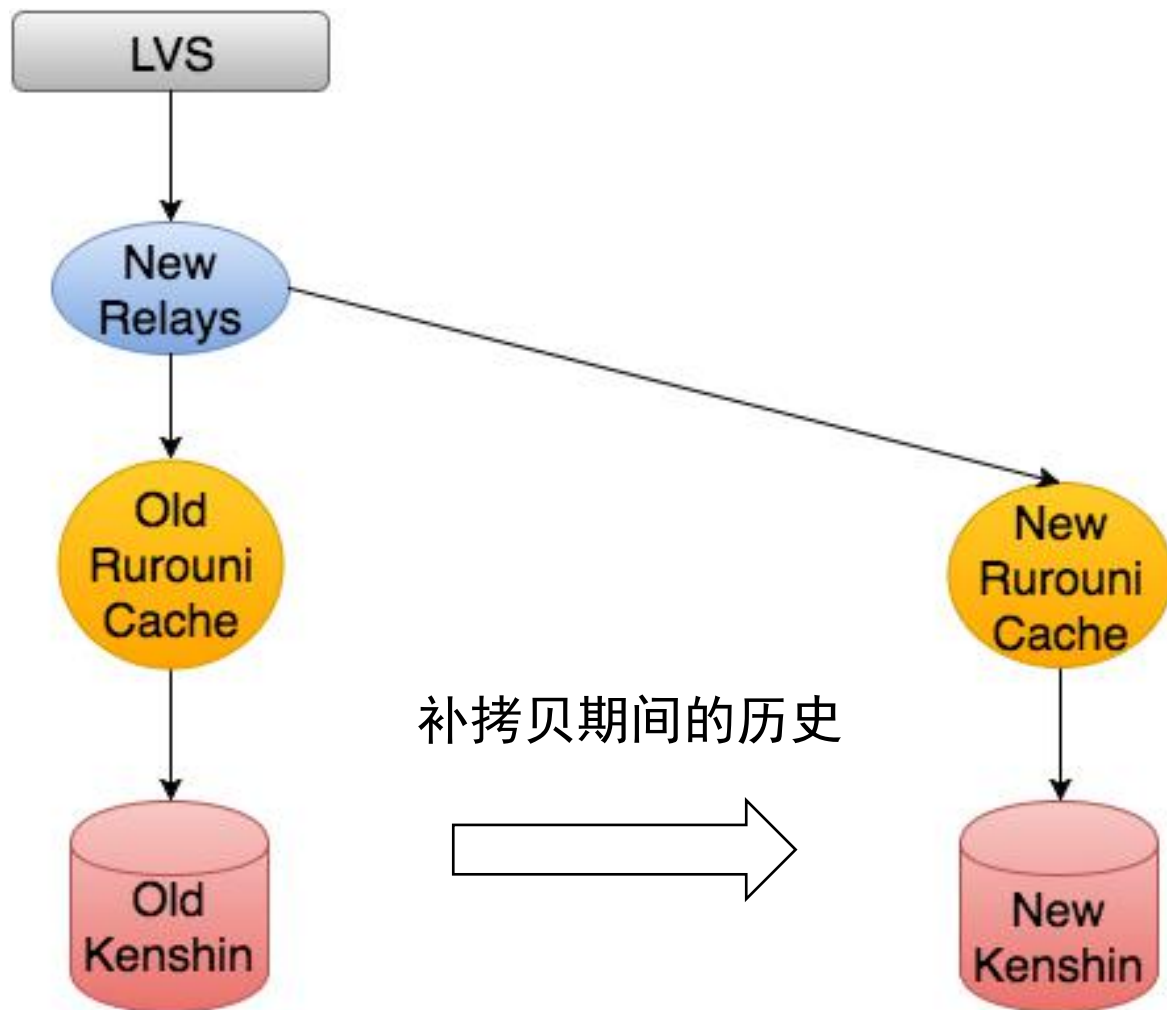 LVS
New
Relays
Old
Rurouni
Cache
New
Rurouni
Cache
补拷贝期间的历史
Old
Kenshin
New
Kenshin